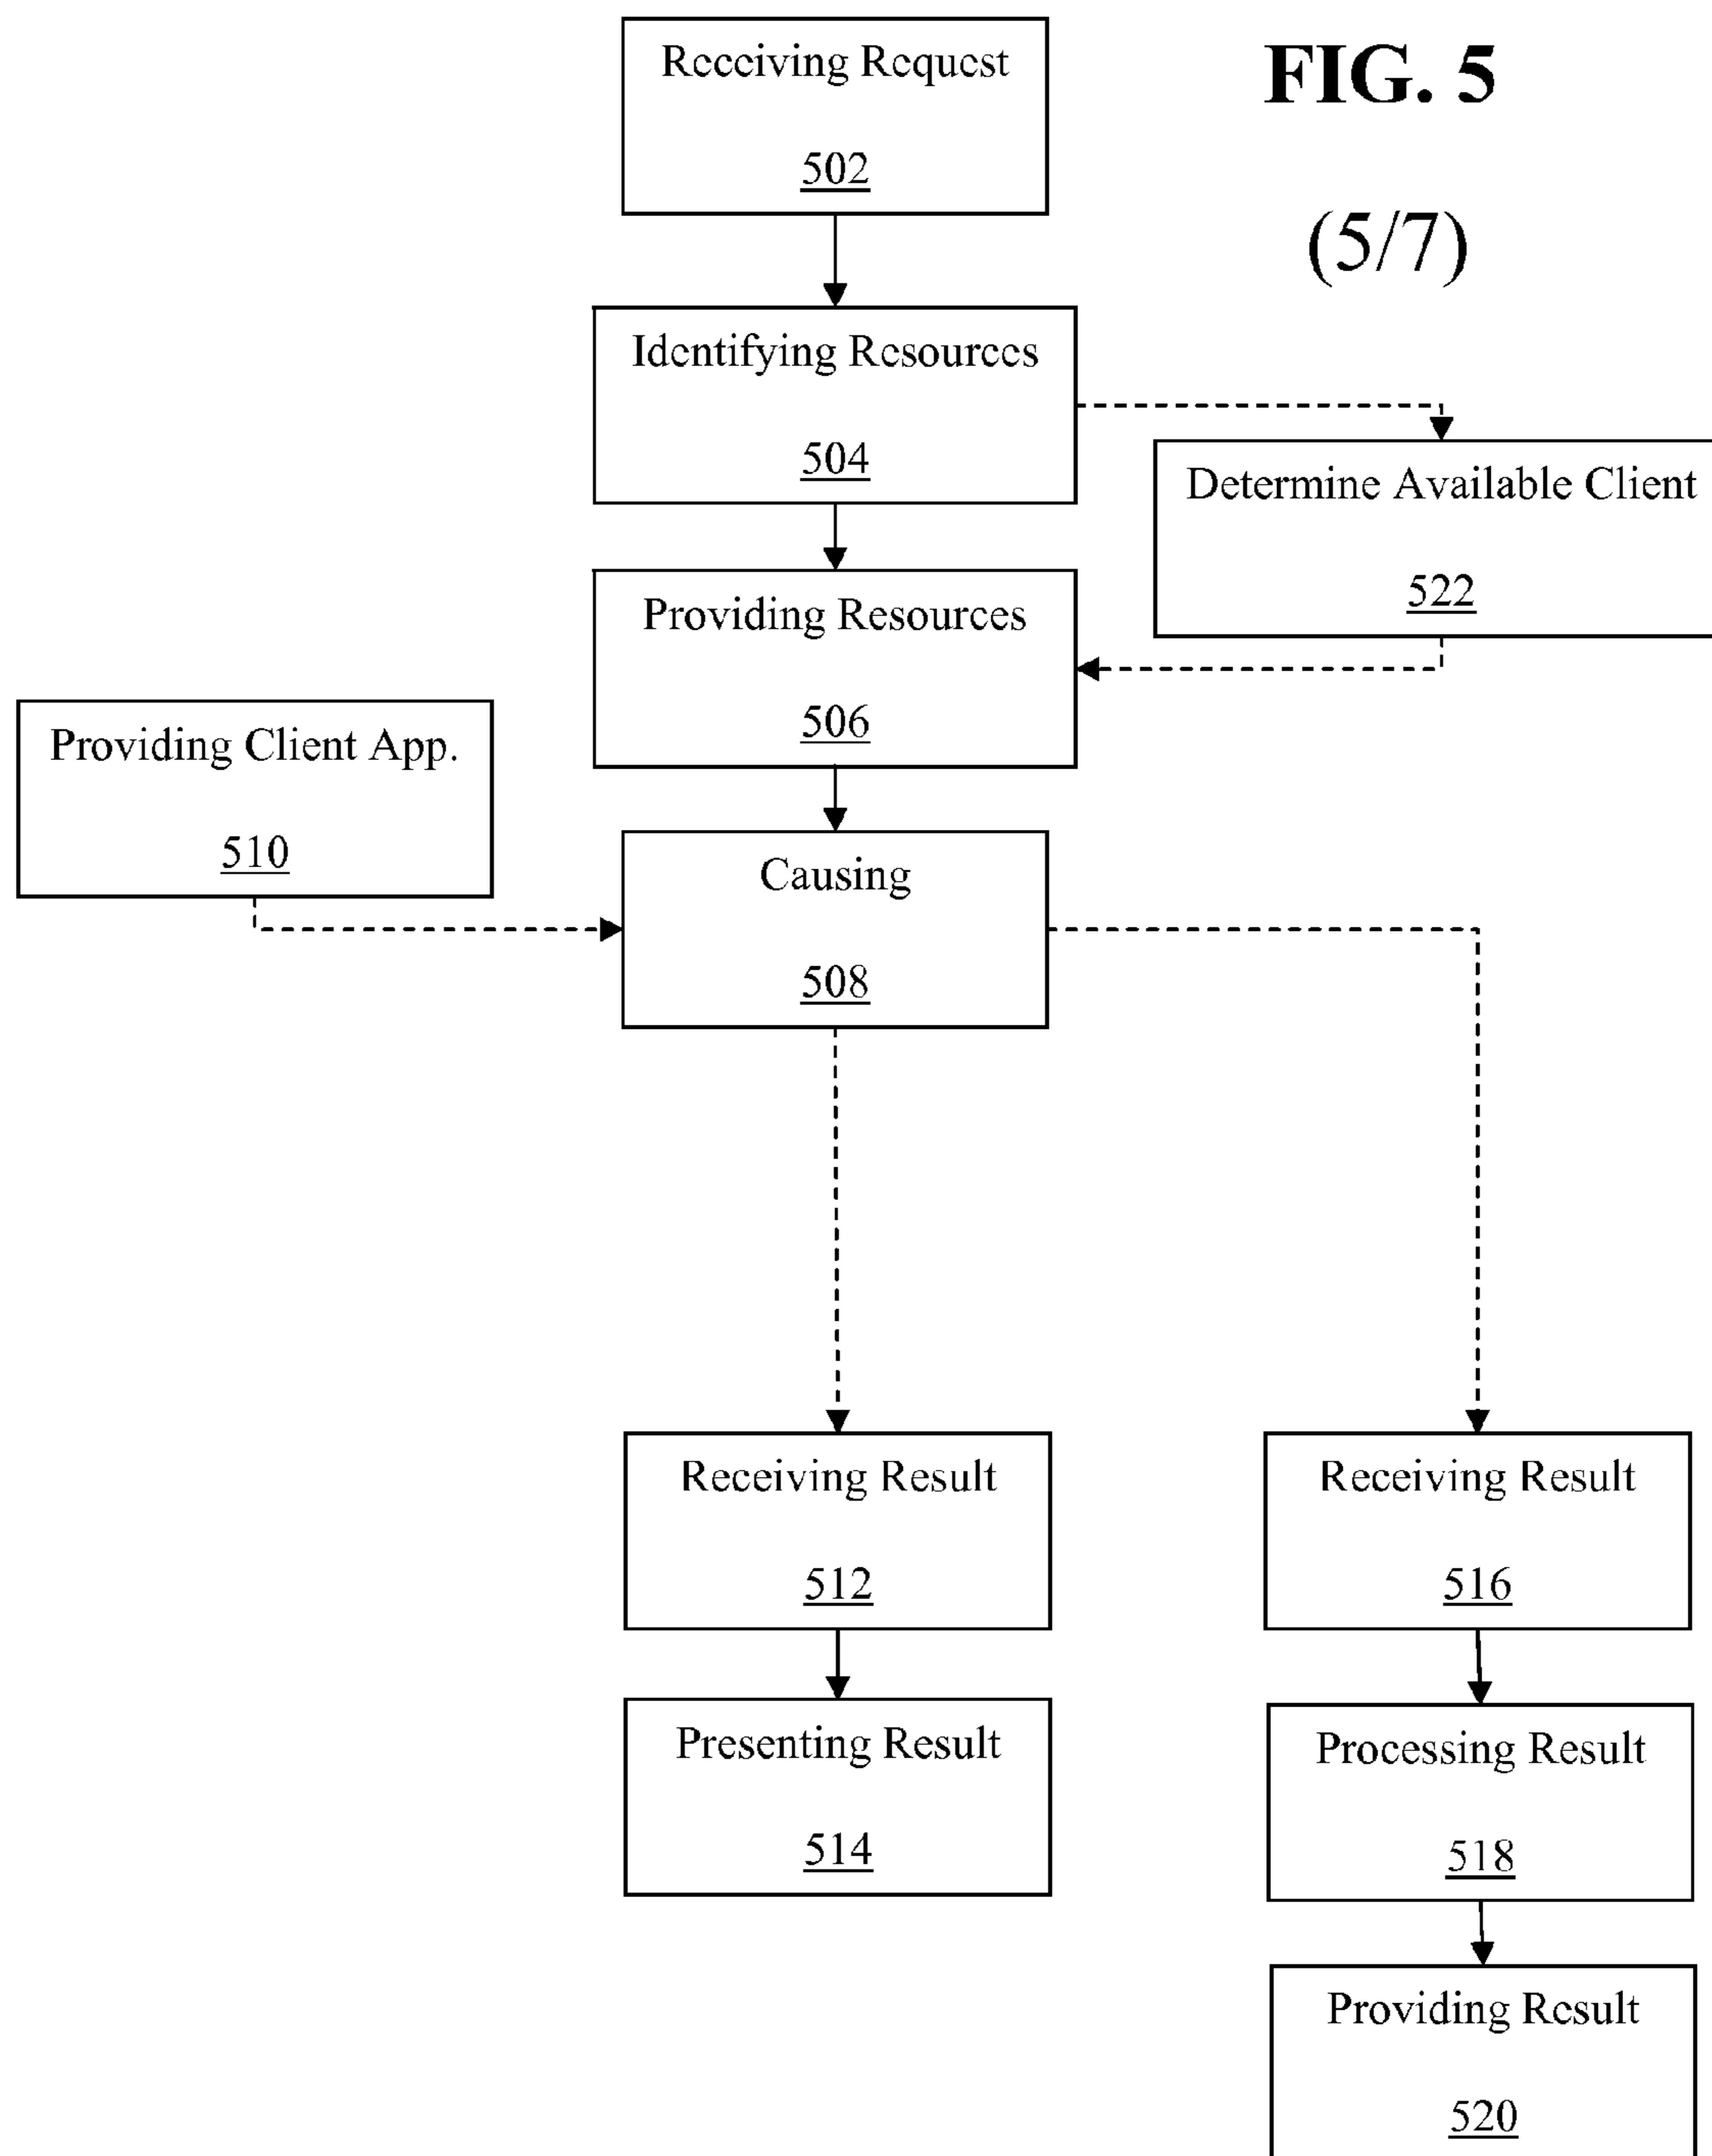 Receiving Request
502
FIG. 5
(5/7)
Identifying Resources
504
Determine Available Client
522
Providing Resources
506
Providing Client App.
510
Causing
508
Receiving Result
512
Receiving Result
516
Presenting Result
514
Processing Result
518
Providing Result
520